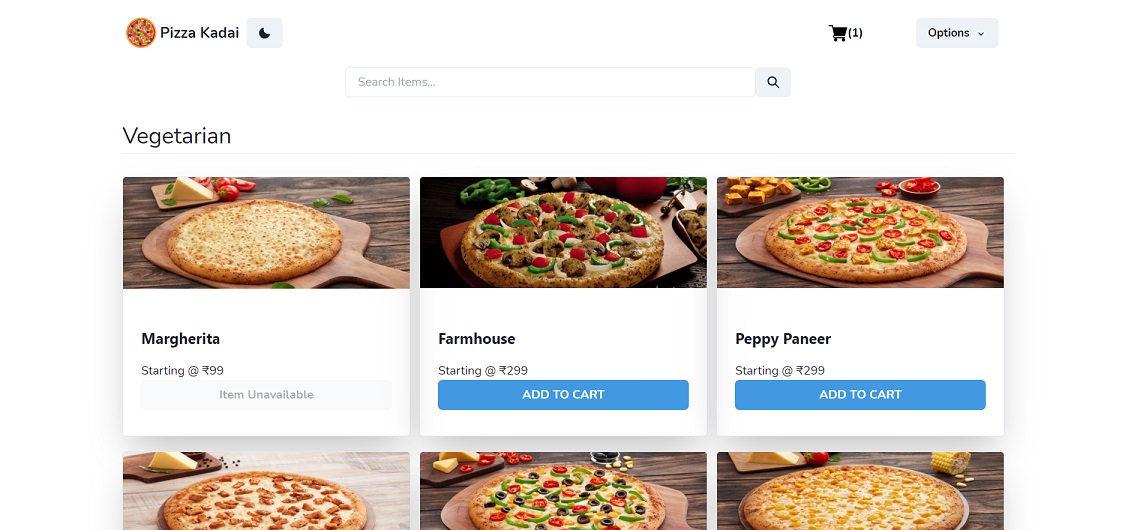 Pizza Kadai
(1)
Options
Search Items...
Vegetarian
Margherita
Starting @ ₹99
Item Unavailable
Farmhouse
Starting @ ₹299
ADD TO CART
Peppy Paneer
Starting @ ₹299
ADD TO CART